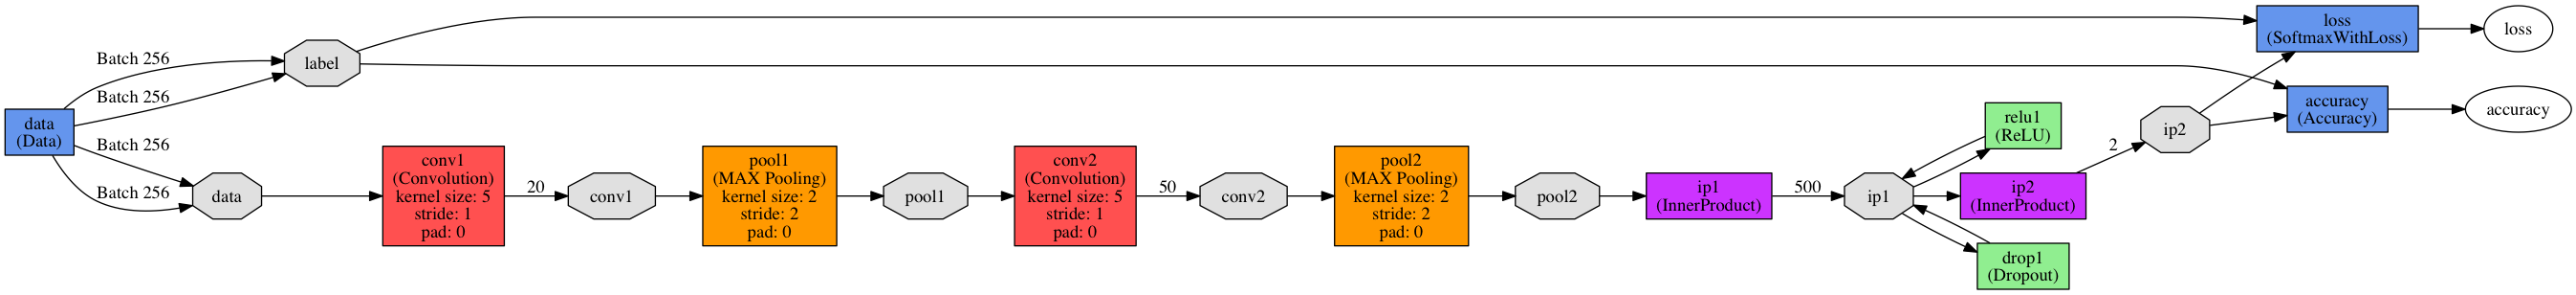 data
(Data)
Batch 256
Batch 256
Batch 256
Batch 256
label
data
conv1
(Convolution)
kernel size: 5
stride: 1
pad: 0
20
conv1
pool1
(MAX Pooling)
kernel size: 2
stride: 2
pad: 0
pool1
conv2
(Convolution)
kernel size: 5
stride: 1
pad: 0
50
conv2
pool2
(MAX Pooling)
kernel size: 2
stride: 2
pad: 0
pool2
ip1
(InnerProduct)
500
ip1
relu1
(ReLU)
ip2
(InnerProduct)
drop1
(Dropout)
2
ip2
loss
(SoftmaxWithLoss)
loss
accuracy
(Accuracy)
accuracy